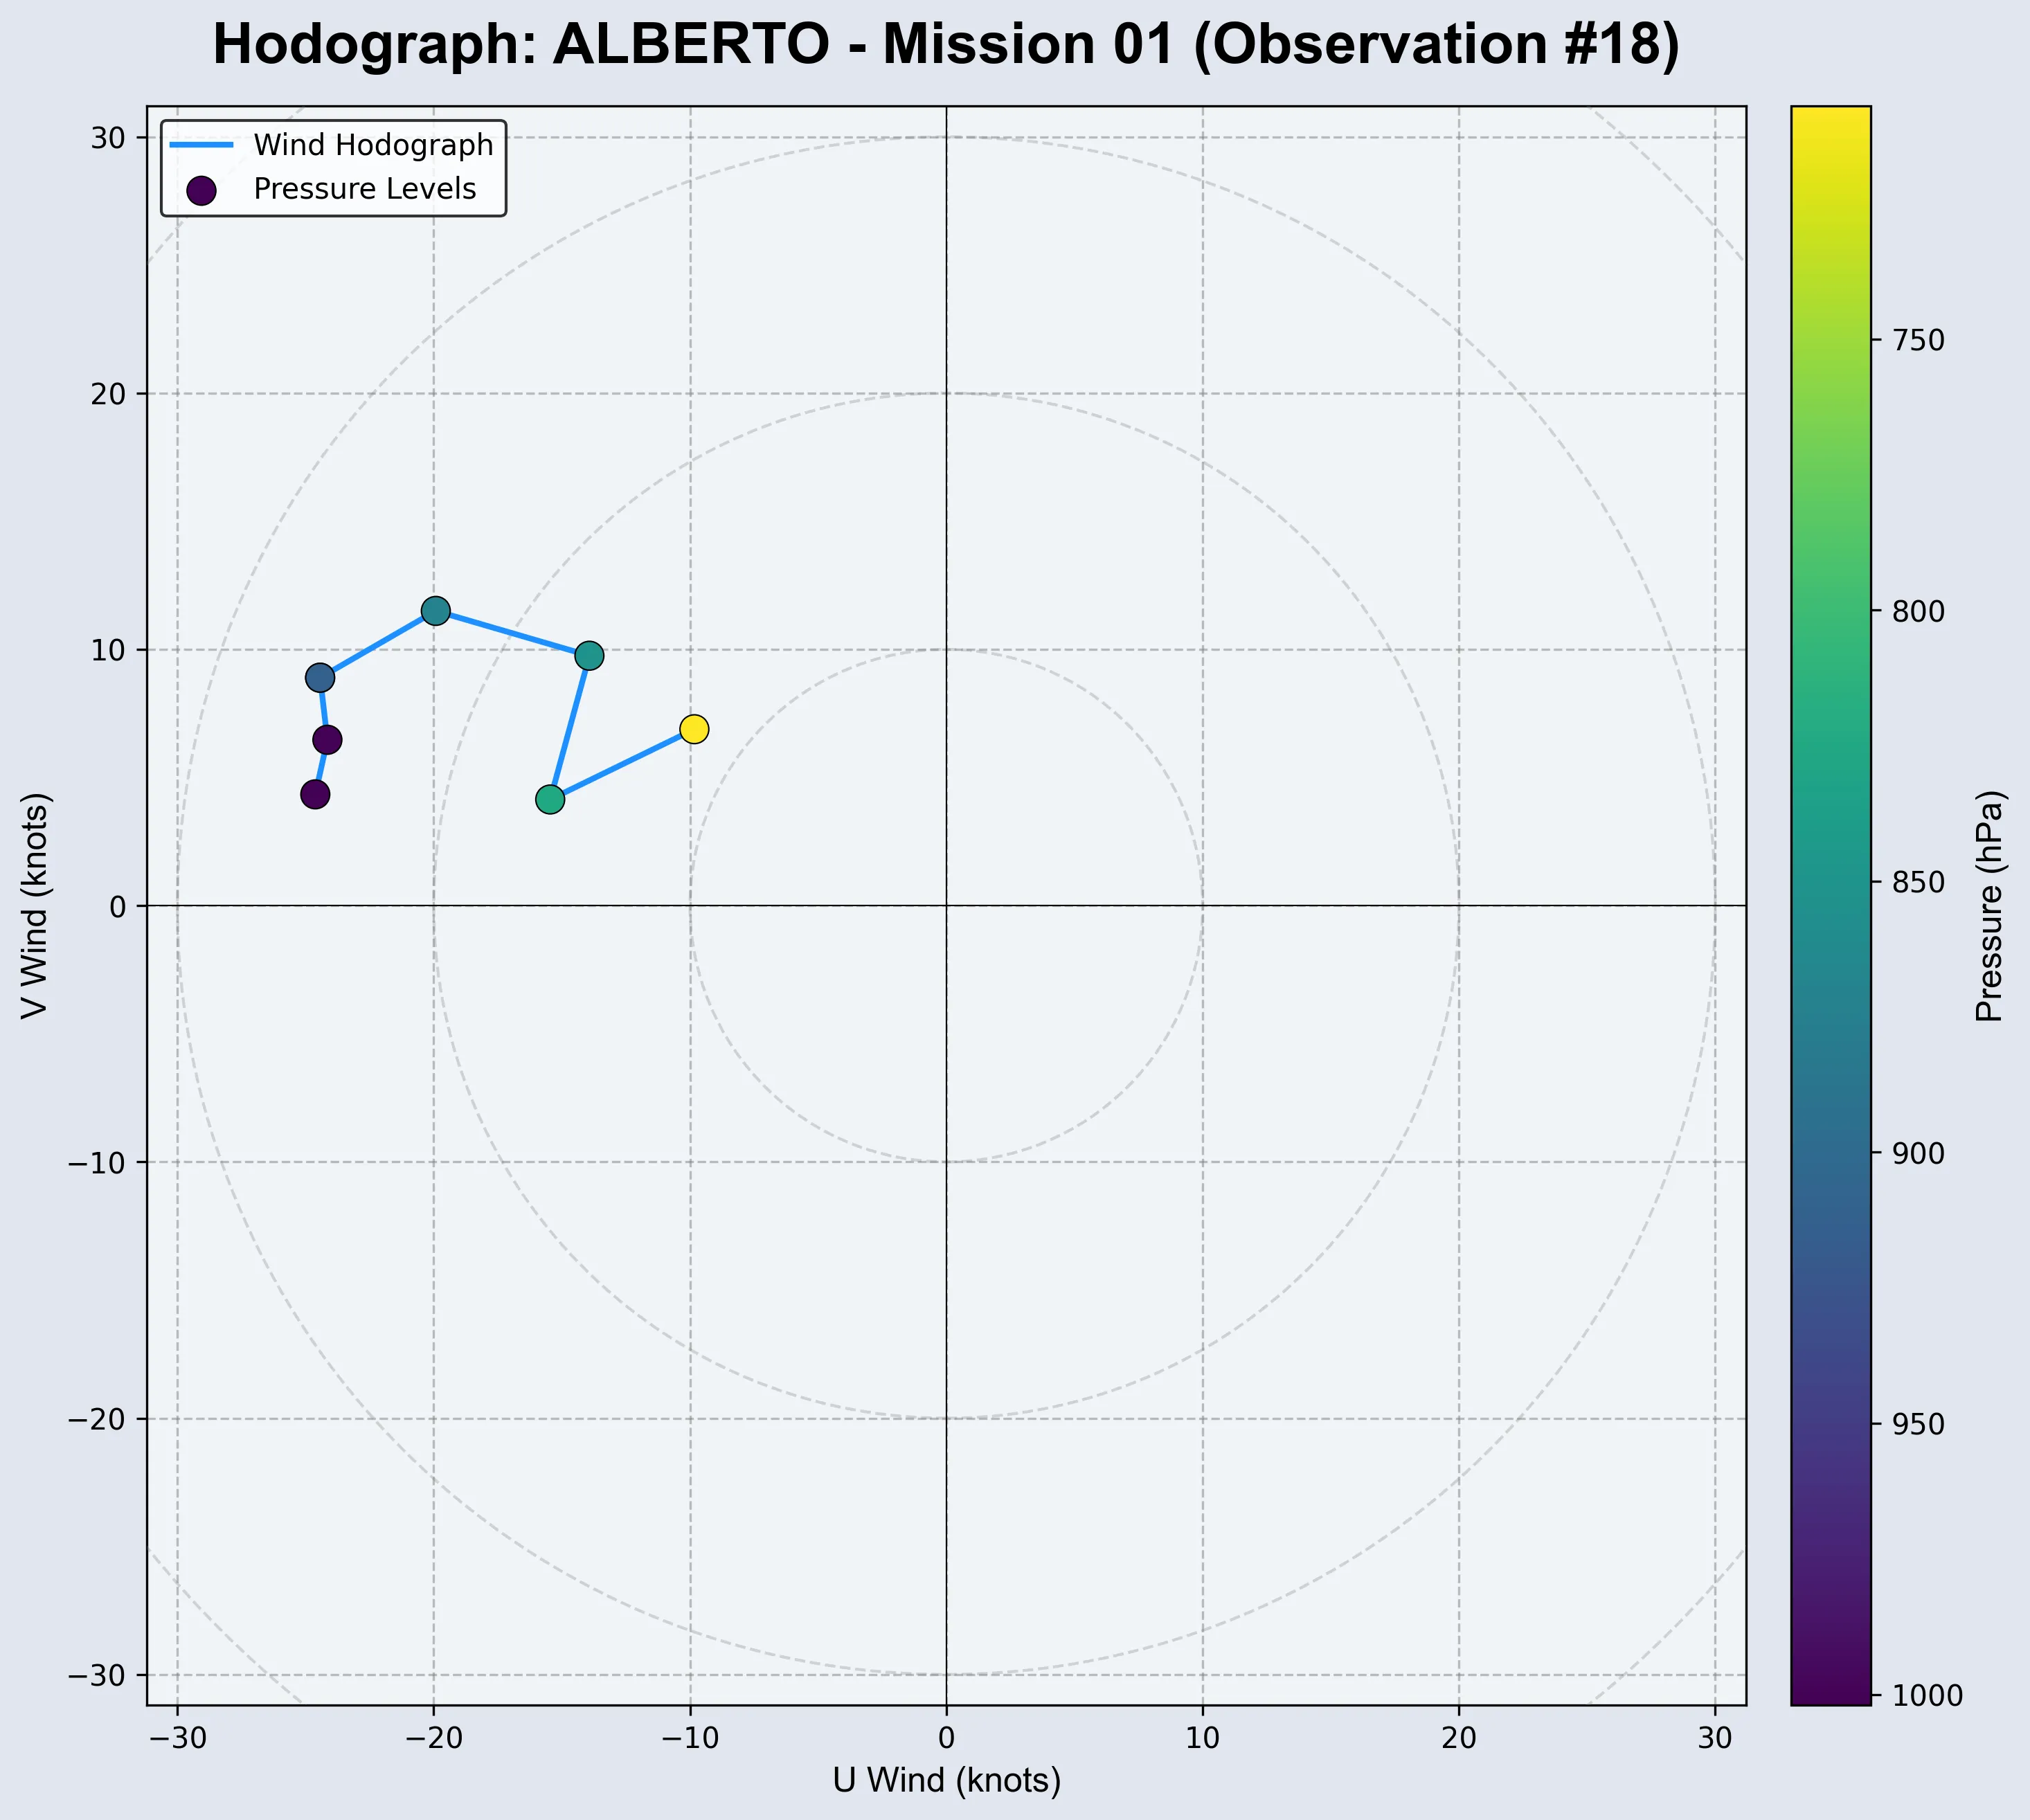 Hodograph: ALBERTO - Mission 01 (Observation #18)
Wind Hodograph
Pressure Levels
30
20
10
0
−10
−20
−30
V Wind (knots)
−30 −20 −10 0 10 20 30
U Wind (knots)
750
800
850
900
950
1000
Pressure (hPa)